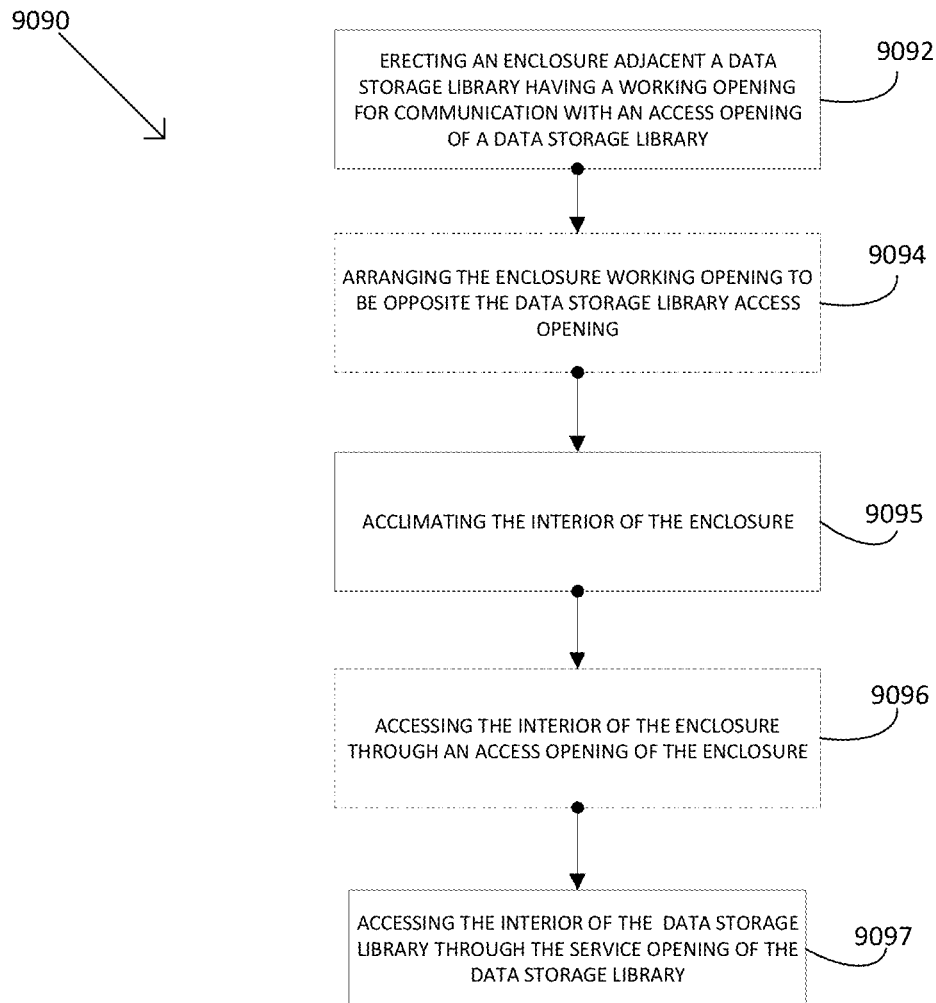 9090
9092
ERECTING AN ENCLOSURE ADJACENT A DATA
STORAGE LIBRARY HAVING A WORKING OPENING
FOR COMMUNICATION WITH AN ACCESS OPENING
OF A DATA STORAGE LIBRARY
9094
ARRANGING THE ENCLOSURE WORKING OPENING TO
BE OPPOSITE THE DATA STORAGE LIBRARY ACCESS
OPENING
ACCLIMATING THE INTERIOR OF THE ENCLOSURE
9095
9096
ACCESSING THE INTERIOR OF THE ENCLOSURE
THROUGH AN ACCESS OPENING OF THE ENCLOSURE
ACCESSING THE INTERIOR OF THE DATA STORAGE
LIBRARY THROUGH THE SERVICE OPENING OF THE
DATA STORAGE LIBRARY
9097